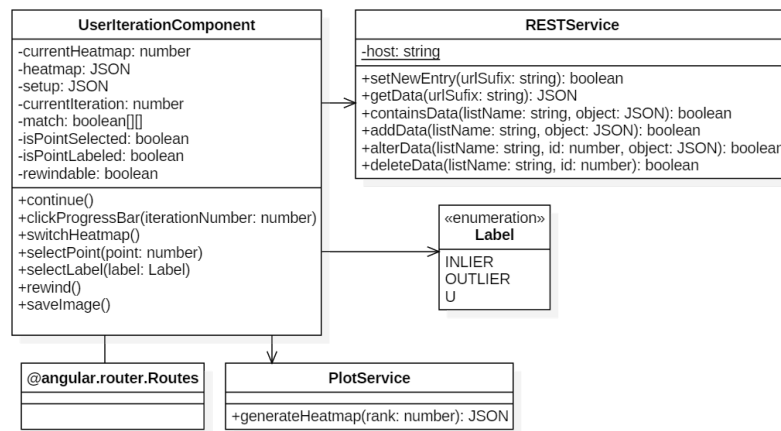 UserIterationComponent
-currentHeatmap: number
-heatmap: JSON
-setup: JSON
-currentIteration: number
-match: boolean[][]
-isPointSelected: boolean
-isPointLabeled: boolean
-rewindable: boolean
+continue()
+clickProgressBar(iterationNumber: number)
+switchHeatmap()
+selectPoint(point: number)
+selectLabel(label: Label)
+rewind()
+saveImage()
RESTService
-host: string
+setNewEntry(urlSufix: string): boolean
+getData(urlSufix: string): JSON
+containsData(listName: string, object: JSON): boolean
+addData(listName: string, object: JSON): boolean
+alterData(listName: string, id: number, object: JSON): boolean
+deleteData(listName: string, id: number): boolean
«enumeration»
Label
INLIER
OUTLIER
U
@angular.router.Routes
PlotService
+generateHeatmap(rank: number): JSON